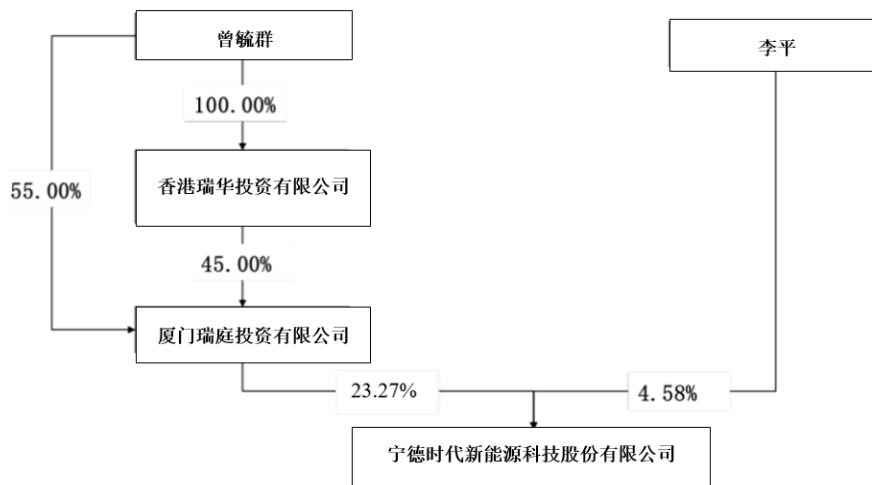 曾毓群
李平
100.00%
香港瑞华投资有限公司
55.00%
45.00%
厦门瑞庭投资有限公司
23.27%
4.58%
宁德时代新能源科技股份有限公司